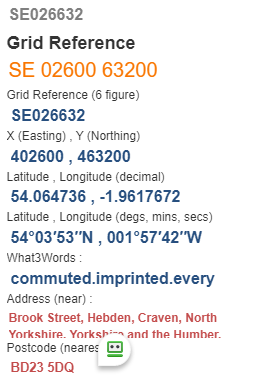 SE026632
Grid Reference
SE 02600 63200
Grid Reference (6 figure)
SE026632
X (Easting) , Y (Northing)
402600 , 463200
Latitude , Longitude (decimal)
54.064736 , -1.9617672
Latitude , Longitude (degs, mins, secs)
54°03′53″N , 001°57′42″W
What3Words :
commuted.imprinted.every
Address (near) :
Brook Street, Hebden, Craven, North
Yorkshire, Yorkshire and the Humber,
Postcode (neares
BD23 5DQ